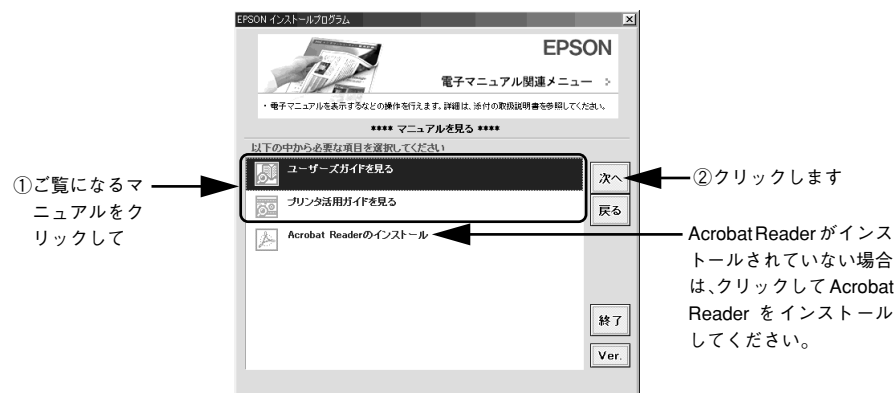 EPSON インストールプログラム
EPSON
電子マニュアル関連メニュー
・電子マニュアルを表示するなどの操作を行えます。詳細は、添付の取扱説明書を参照してください。
**** マニュアルを見る ****
以下の中から必要な項目を選択してください
ユーザーズガイドを見る
プリンタ活用ガイドを見る
Acrobat Readerのインストール
次へ
戻る
終了
Ver.
①ご覧になるマ
ニュアルをク
リックして
②クリックします
Acrobat Reader がインス
トールされていない場合
は、クリックして Acrobat
Reader をインストール
してください。